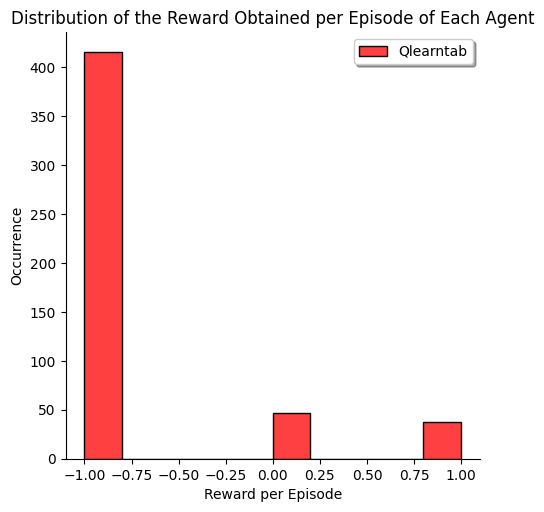 Distribution of the Reward Obtained per Episode of Each Agent
Qlearntab
400
350
300
250
200
150
100
50
0
Occurrence
−1.00 −0.75 −0.50 −0.25 0.00 0.25 0.50 0.75 1.00
Reward per Episode